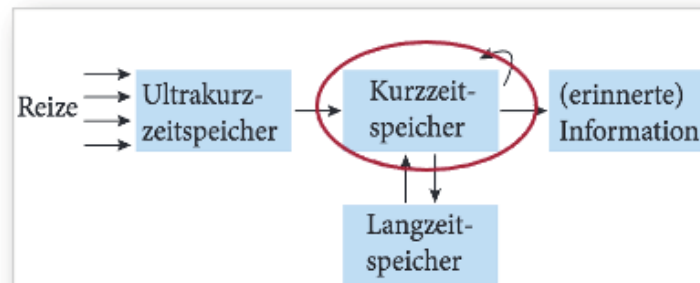 Reize
Ultrakurz-
zeitspeicher
Kurzzeit-
speicher
(erinnerte)
Information
Langzeit-
speicher